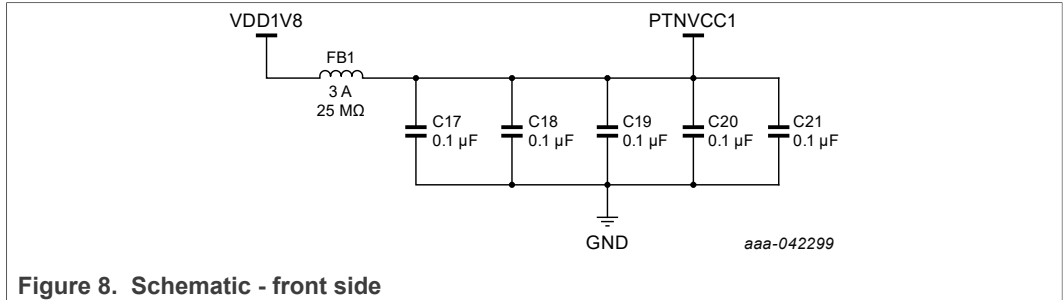 VDD1V8
PTNVCC1
FB1
3 A
25 MΩ
C17
0.1 μF
C18
0.1 μF
C19
0.1 μF
C20
0.1 μF
C21
0.1 μF
GND
aaa-042299
Figure 8. Schematic - front side